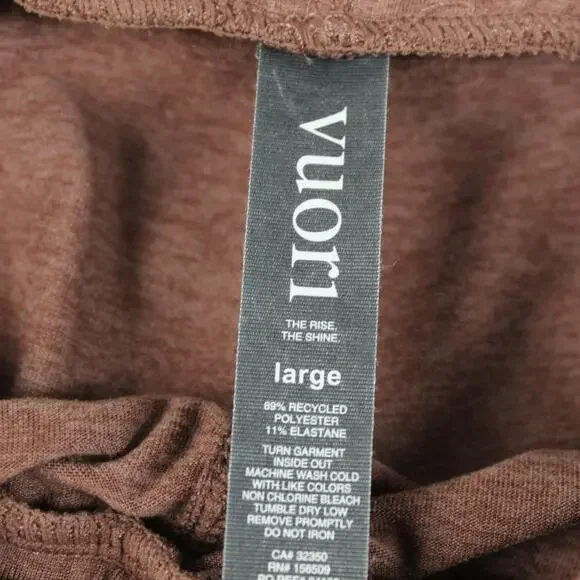 vuori
THE RISE.
THE SHINE.
large
89% RECYCLED
POLYESTER
11% ELASTANE
TURN GARMENT
INSIDE OUT
MACHINE WASH COLD
WITH LIKE COLORS
NON CHLORINE BLEACH
TUMBLE DRY LOW
REMOVE PROMPTLY
DO NOT IRON
CA# 32350
RN# 156509